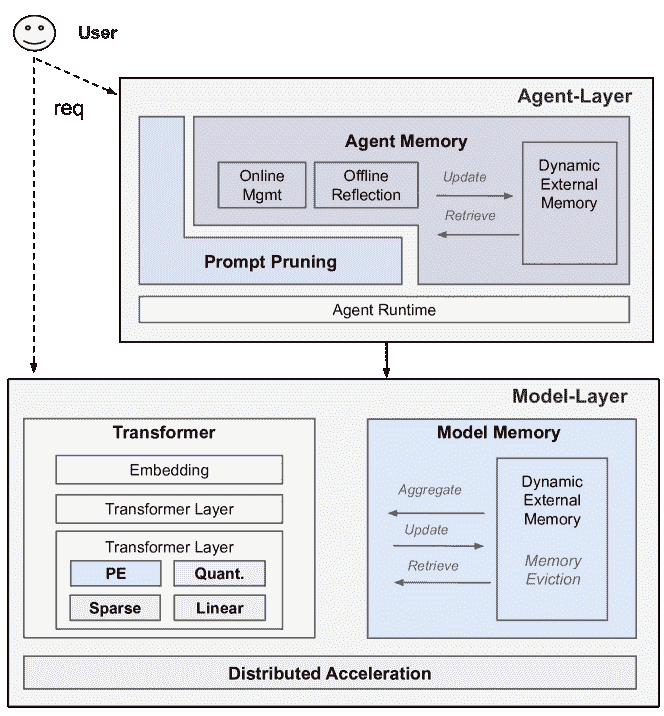 User
req
Agent-Layer
Agent Memory
Online
Mgmt
Offline
Reflection
Update
Retrieve
Dynamic
External
Memory
Prompt Pruning
Agent Runtime
Model-Layer
Transformer
Embedding
Transformer Layer
Transformer Layer
PE
Quant.
Sparse
Linear
Model Memory
Aggregate
Update
Retrieve
Dynamic
External
Memory
Memory
Eviction
Distributed Acceleration